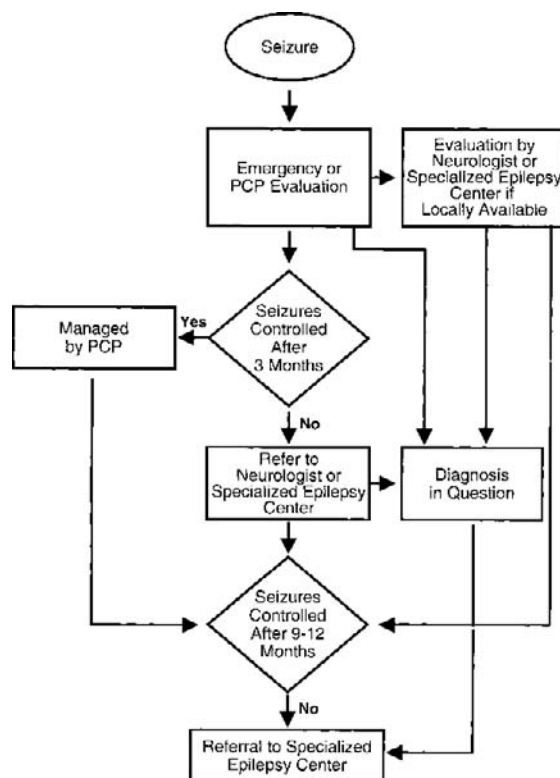 Seizure
Emergency or
PCP Evaluation
Evaluation by
Neurologist or
Specialized Epilepsy
Center if
Locally Available
Seizures
Controlled
After
3 Months
Yes
Managed
by PCP
No
Refer to
Neurologist or
Specialized Epilepsy
Center
Diagnosis
in Question
Seizures
Controlled
After 9-12
Months
No
Referral to Specialized
Epilepsy Center